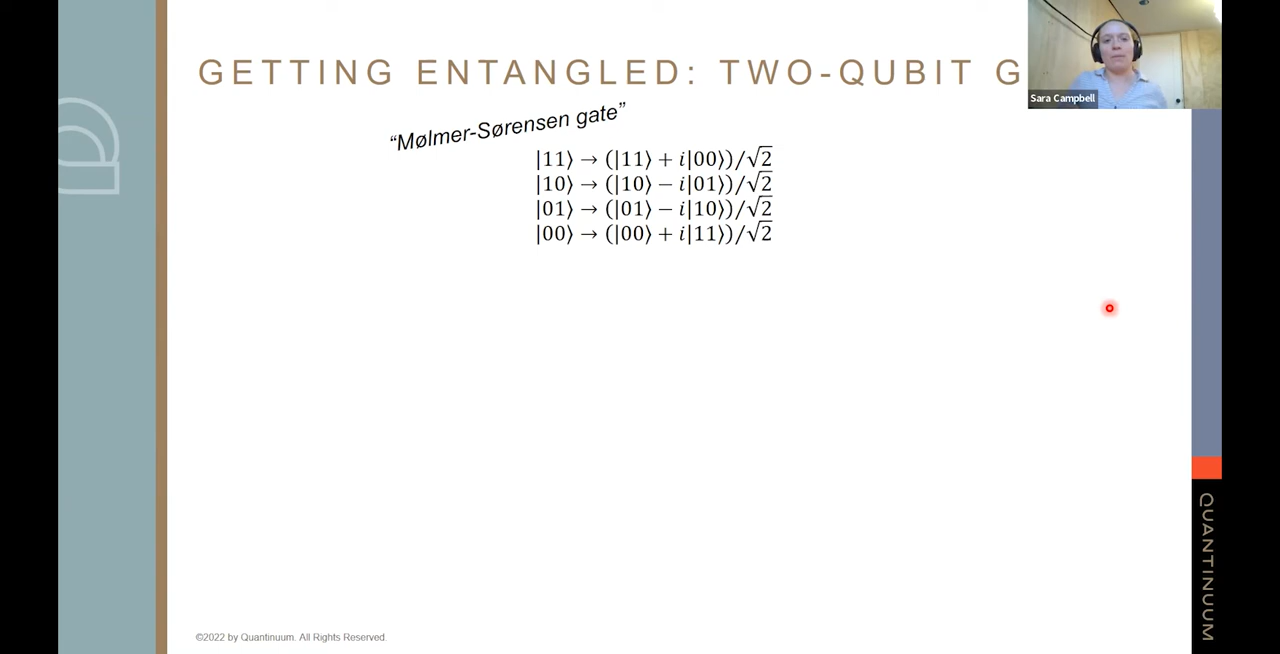 GETTING ENTANGLED: TWO-QUBIT G
Sara Campbell
“Mølmer-Sørensen gate”
|11⟩ → (|11⟩ + i|00⟩)/√2
|10⟩ → (|10⟩ − i|01⟩)/√2
|01⟩ → (|01⟩ − i|10⟩)/√2
|00⟩ → (|00⟩ + i|11⟩)/√2
QUANTINUUM
©2022 by Quantinuum. All Rights Reserved.